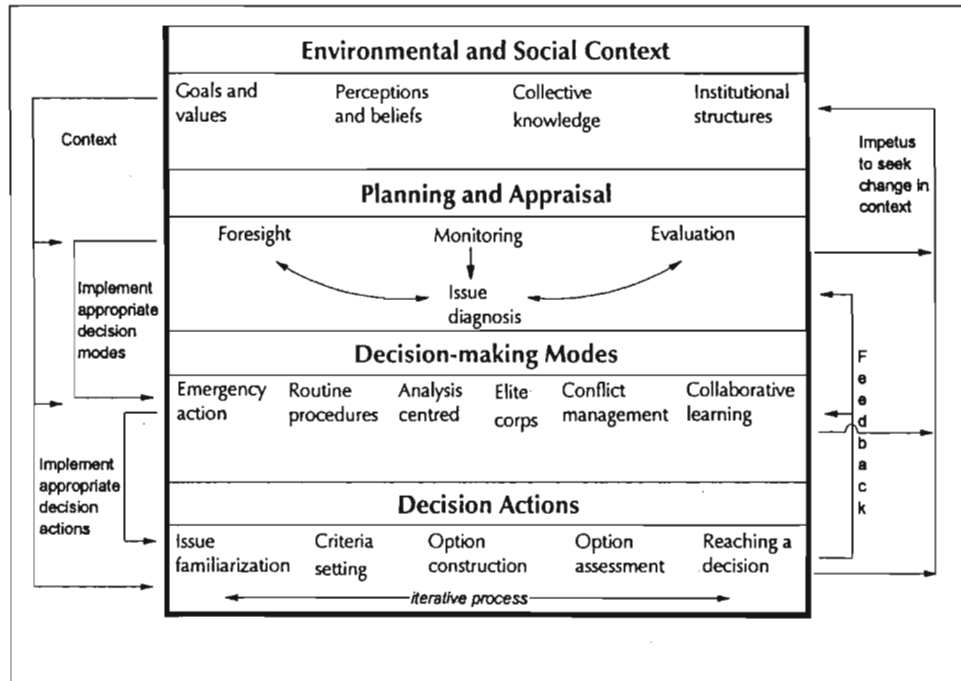 Environmental and Social Context
Goals and
values
Perceptions
and beliefs
Collective
knowledge
Institutional
structures
Context
Impetus
to seek
change in
context
Planning and Appraisal
Foresight
Monitoring
Evaluation
Issue
diagnosis
Implement
appropriate
decision
modes
Decision-making Modes
Emergency
action
Routine
procedures
Analysis
centred
Elite
corps
Conflict
management
Collaborative
learning
Feedback
Implement
appropriate
decision
actions
Decision Actions
Issue
familiarization
Criteria
setting
Option
construction
Option
assessment
Reaching a
decision
iterative process